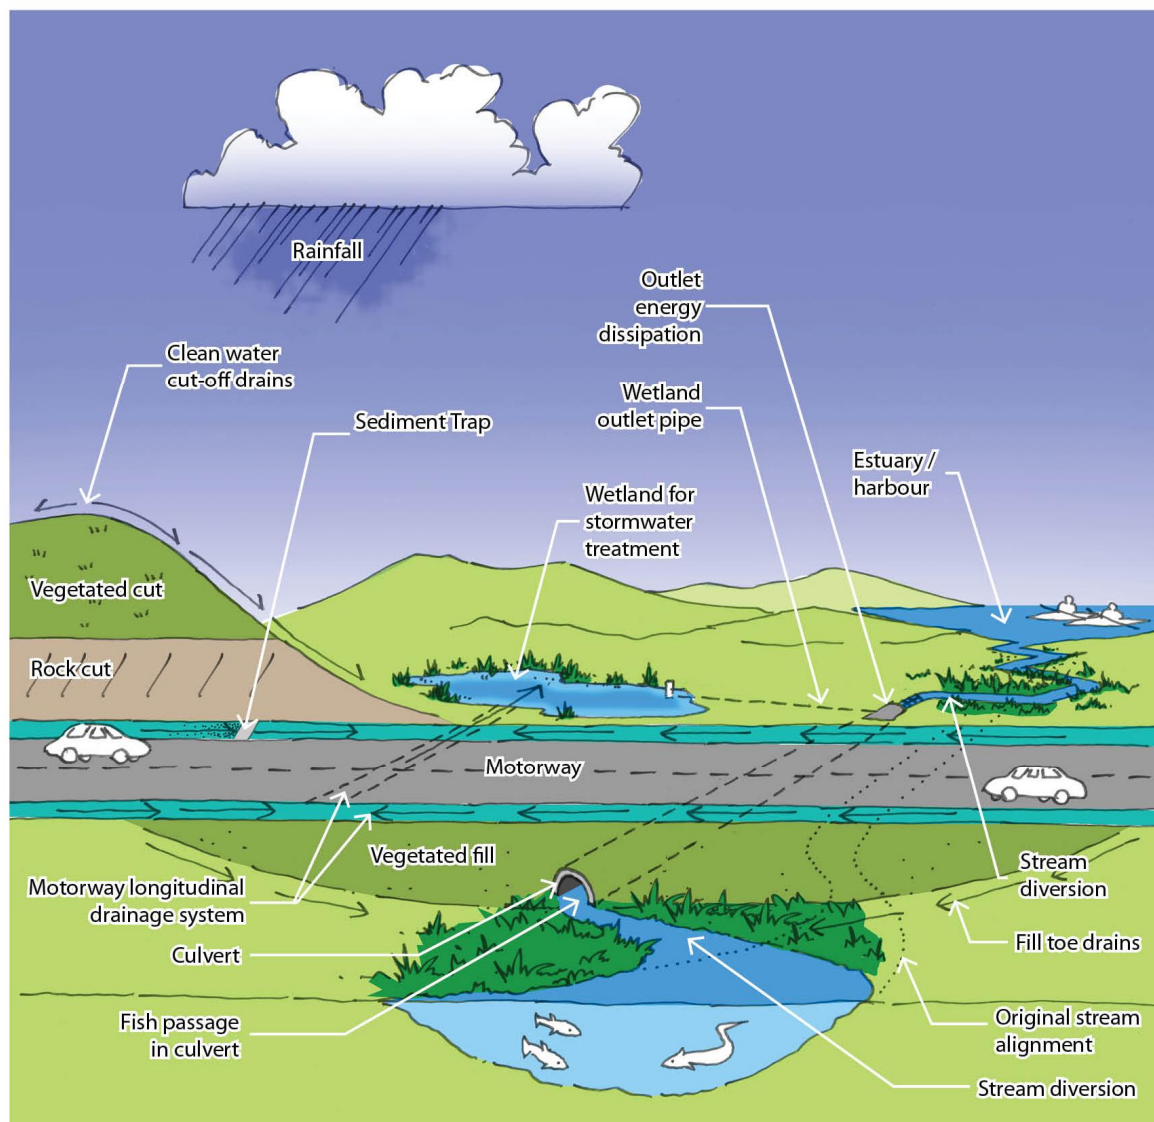 Rainfall
Outlet
energy
dissipation
Clean water
cut-off drains
Wetland
outlet pipe
Sediment Trap
Estuary /
harbour
Wetland for
stormwater
treatment
Vegetated cut
Rock cut
Motorway
Vegetated fill
Stream
diversion
Motorway longitudinal
drainage system
Fill toe drains
Culvert
Fish passage
in culvert
Original stream
alignment
Stream diversion